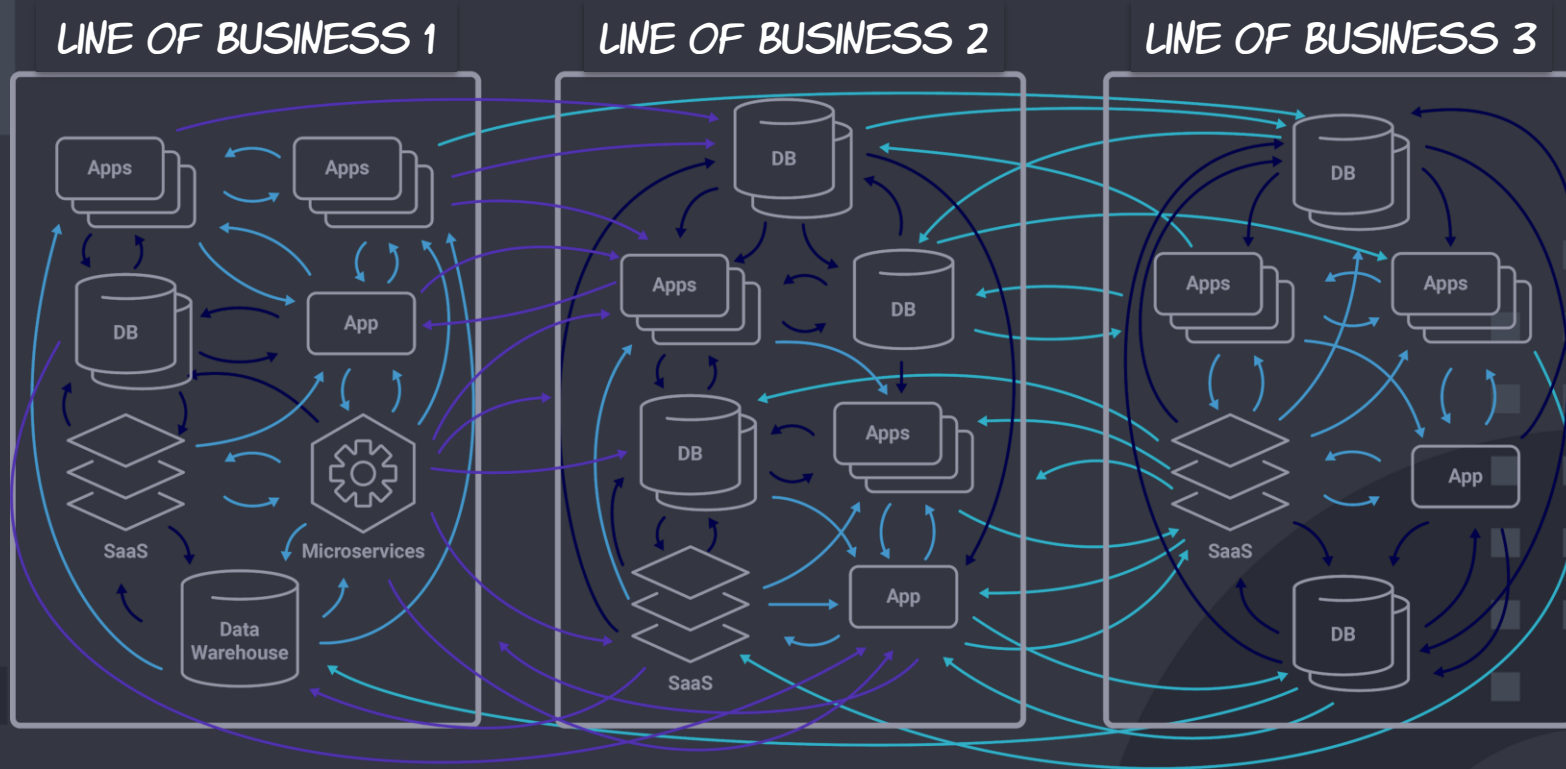 LINE OF BUSINESS 1
Apps
Apps
DB
App
SaaS
Microservices
Data
Warehouse
LINE OF BUSINESS 2
DB
Apps
DB
DB
Apps
App
SaaS
LINE OF BUSINESS 3
DB
Apps
Apps
App
SaaS
DB